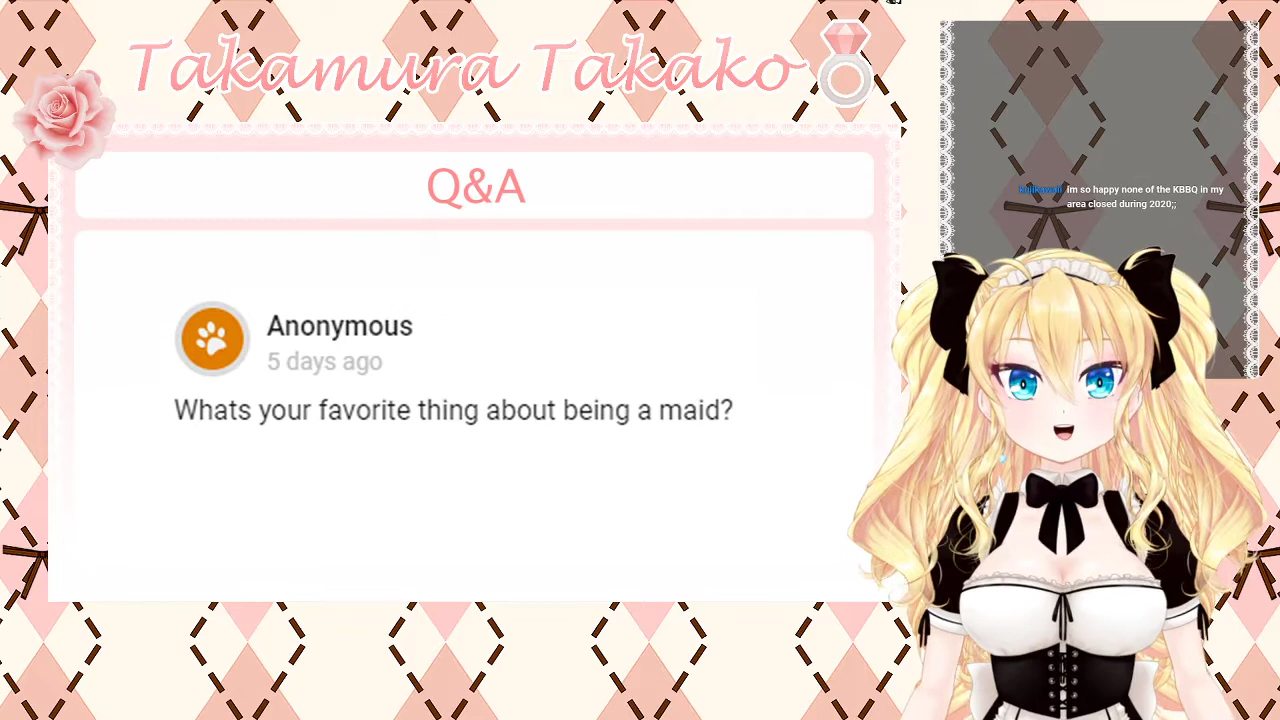 Takamura Takako
Q&A
Anonymous
5 days ago
Whats your favorite thing about being a maid?
im so happy none of the KBBQ in my
area closed during 2020;;